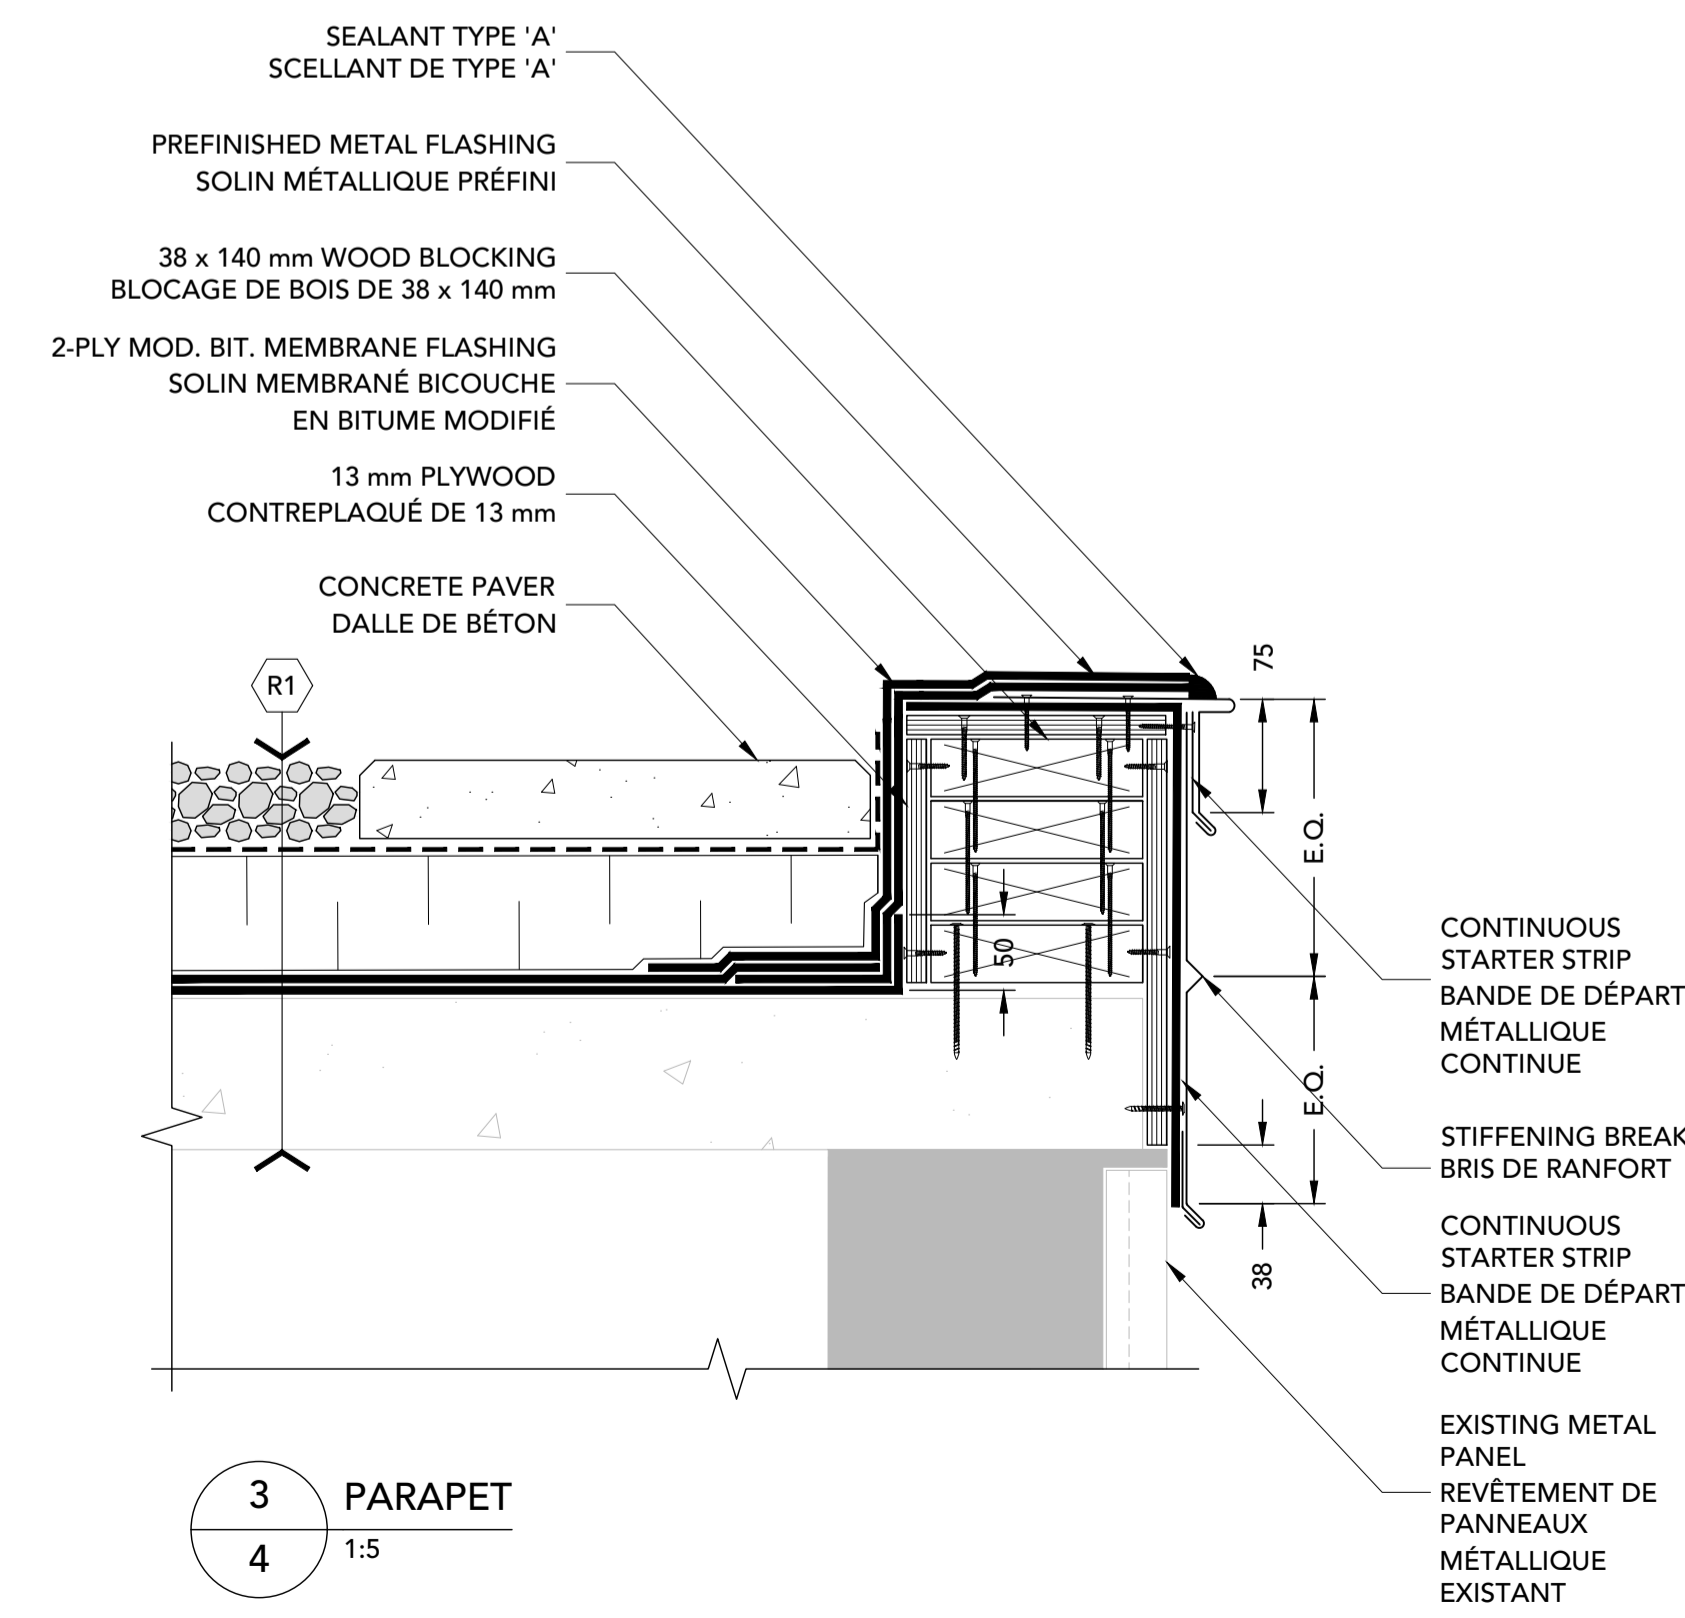 SEALANT TYPE 'A'
SCELLANT DE TYPE 'A'
PREFINISHED METAL FLASHING
SOLIN MÉTALLIQUE PRÉFINI
38 x 140 mm WOOD BLOCKING
BLOCAGE DE BOIS DE 38 x 140 mm
2-PLY MOD. BIT. MEMBRANE FLASHING
SOLIN MEMBRANÉ BICOUCHE
EN BITUME MODIFIÉ
13 mm PLYWOOD
CONTREPLAQUÉ DE 13 mm
CONCRETE PAVER
DALLE DE BÉTON
R1
75
E.Q.
50
E.Q.
38
CONTINUOUS
STARTER STRIP
BANDE DE DÉPART
MÉTALLIQUE
CONTINUE
STIFFENING BREAK
BRIS DE RANFORT
CONTINUOUS
STARTER STRIP
BANDE DE DÉPART
MÉTALLIQUE
CONTINUE
EXISTING METAL
PANEL
REVÊTEMENT DE
PANNEAUX
MÉTALLIQUE
EXISTANT
3
4
PARAPET
1:5